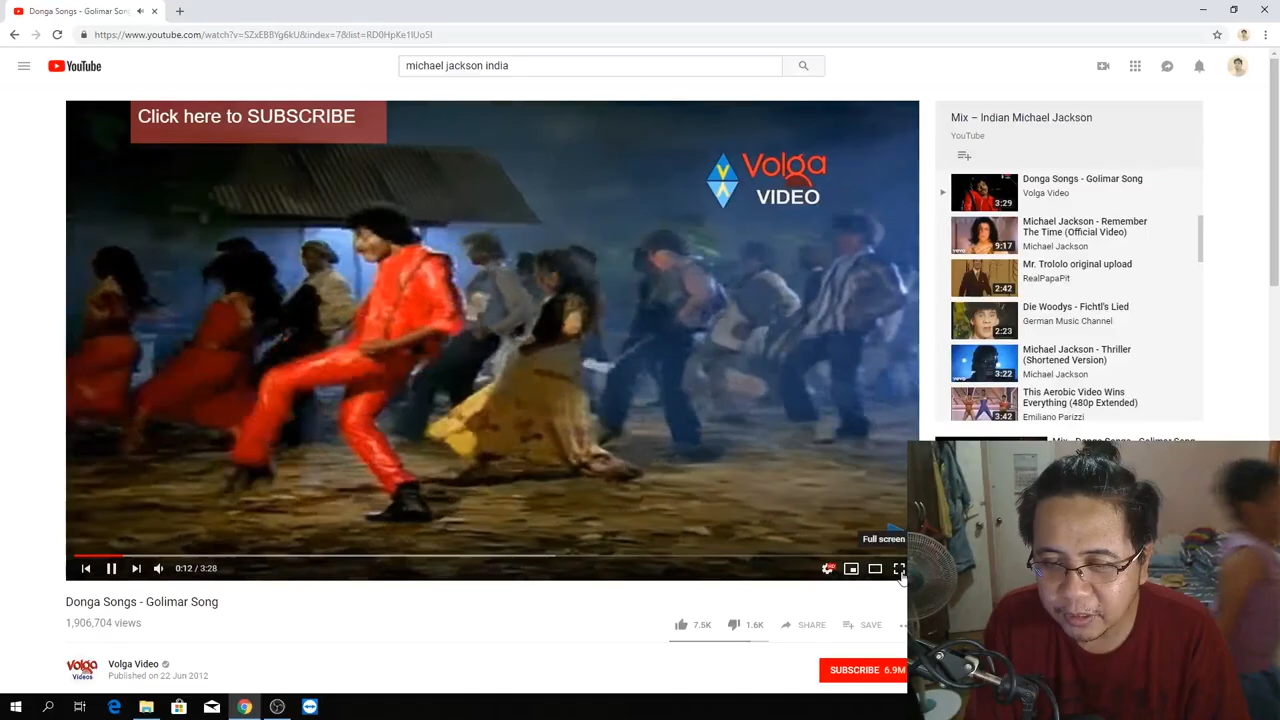 Donga Songs - Golimar Son
https://www.youtube.com/watch?v=SZxEBBYg6kU&index=7&list=RD0HpKe1IUo5I
YouTube
michael jackson india
Click here to SUBSCRIBE
Volga
VIDEO
Full screen
0:12 / 3:28
Donga Songs - Golimar Song
1,906,704 views
7.5K
1.6K
SHARE
SAVE
Volga Video
Published on 22 Jun 2012
SUBSCRIBE 6.9M
Mix – Indian Michael Jackson
YouTube
Donga Songs - Golimar Song
Volga Video
3:29
Michael Jackson - Remember
The Time (Official Video)
Michael Jackson
9:17
Mr. Trololo original upload
RealPapaPit
2:42
Die Woodys - Fichtl's Lied
German Music Channel
2:23
Michael Jackson - Thriller
(Shortened Version)
Michael Jackson
3:22
This Aerobic Video Wins
Everything (480p Extended)
Emiliano Parizzi
3:42